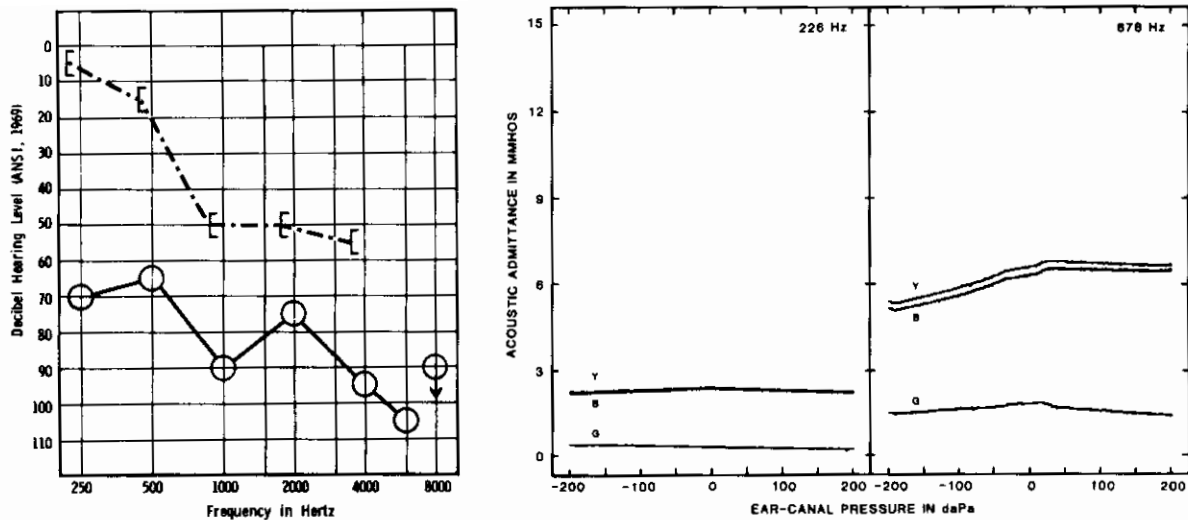 Decibel Hearing Level (ANSI, 1969)
0
10
20
30
40
50
60
70
80
90
100
110
250 500 1000 2000 4000 8000
Frequency in Hertz
ACOUSTIC ADMITTANCE IN MMHOS
15
12
9
6
3
0
226 Hz
Y
B
G
678 Hz
Y
B
G
-200 -100 0 100 200
-200 -100 0 100 200
EAR-CANAL PRESSURE IN daPa